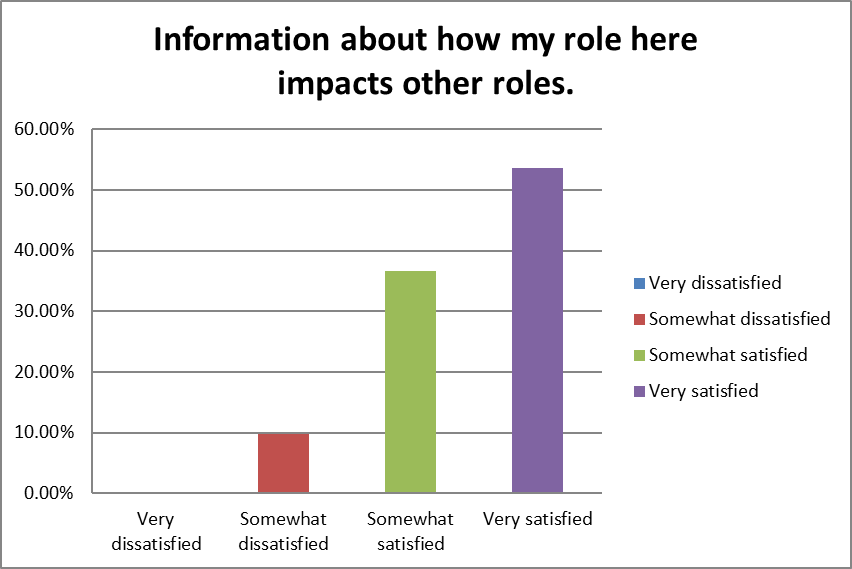 Information about how my role here
impacts other roles.
60.00%
50.00%
40.00%
30.00%
20.00%
10.00%
0.00%
Very
dissatisfied
Somewhat
dissatisfied
Somewhat
satisfied
Very satisfied
Very dissatisfied
Somewhat dissatisfied
Somewhat satisfied
Very satisfied